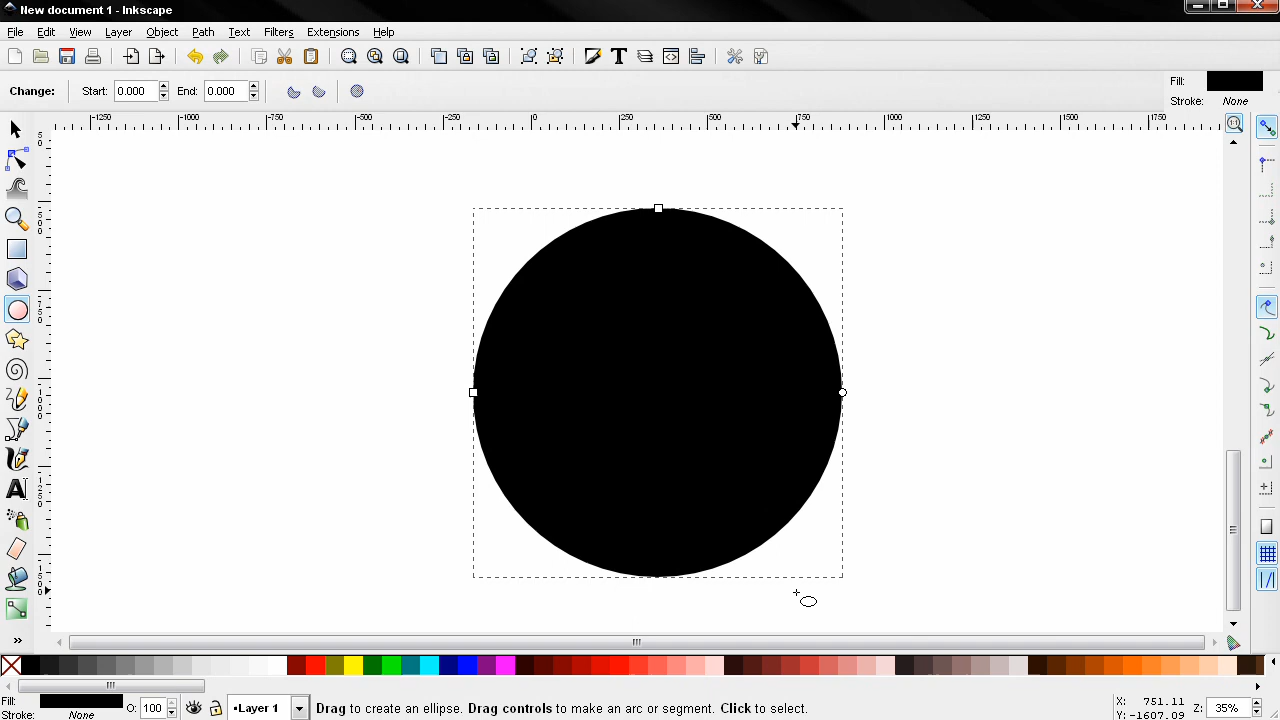 New document 1 - Inkscape
File Edit View Layer Object Path Text Filters Extensions Help
Change: Start: 0.000 End: 0.000
Fill:
Stroke: None
-1250 -1000 -750 -500 -250 0 250 500 750 1000 1250 1500 1750
Fill:
Stroke: None
O: 100
Layer 1
Drag to create an ellipse. Drag controls to make an arc or segment. Click to select.
X: 751.11
Y: -1607.09
Z: 35%